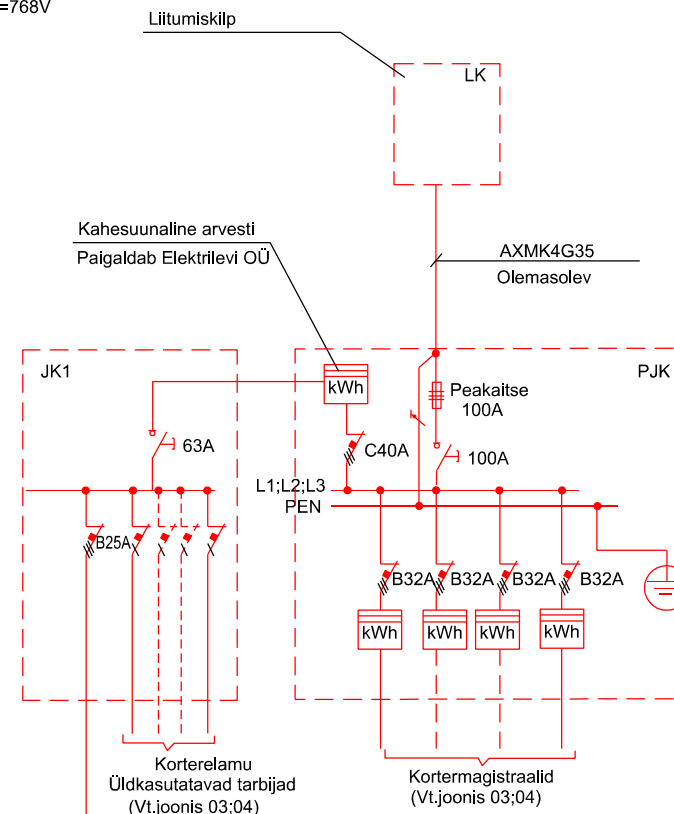 =768V
Liitumiskilp
LK
Kahesuunaline arvesti
Paigaldab Elektrilevi OÜ
AXMK4G35
Olemasolev
JK1
PJK
kWh
Peakaitse
100A
63A
C40A
100A
L1;L2;L3
PEN
B25A
B32A
B32A
B32A
B32A
kWh
kWh
kWh
kWh
Korterelamu
Üldkasutatavad tarbijad
(Vt.joonis 03;04)
Kortermagistraalid
(Vt.joonis 03;04)